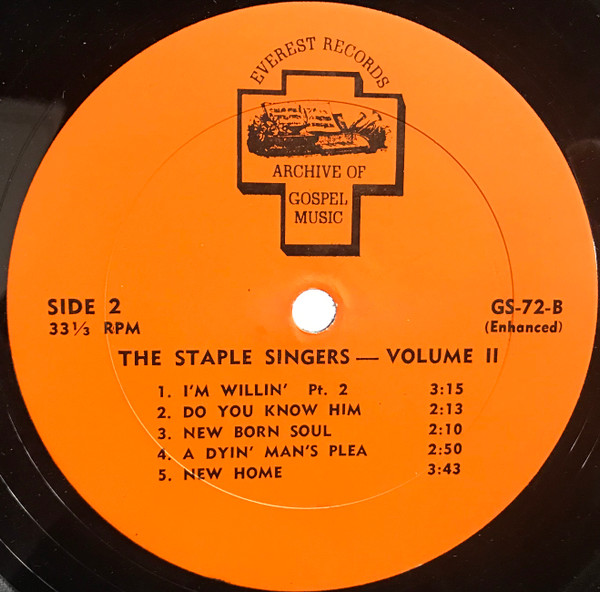 EVEREST RECORDS
ARCHIVE OF
GOSPEL
MUSIC
SIDE 2
33⅓ RPM
GS-72-B
(Enhanced)
THE STAPLE SINGERS — VOLUME II
1. I'M WILLIN' Pt. 2 3:15
2. DO YOU KNOW HIM 2:13
3. NEW BORN SOUL 2:10
4. A DYIN' MAN'S PLEA 2:50
5. NEW HOME 3:43